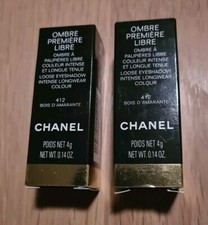 OMBRE
PREMIÈRE
LIBRE
OMBRE À
PAUPIÈRES LIBRE
COULEUR INTENSE
ET LONGUE TENUE
LOOSE EYESHADOW
INTENSE LONGWEAR
COLOUR
412
BOIS D'AMARANTE
CHANEL
POIDS NET 4g
NET WT. 0.14 OZ.
OMBRE
PREMIÈRE
LIBRE
OMBRE À
PAUPIÈRES LIBRE
COULEUR INTENSE
ET LONGUE TENUE
LOOSE EYESHADOW
INTENSE LONGWEAR
COLOUR
412
BOIS D'AMARANTE
CHANEL
POIDS NET 4g
NET WT. 0.14 OZ.